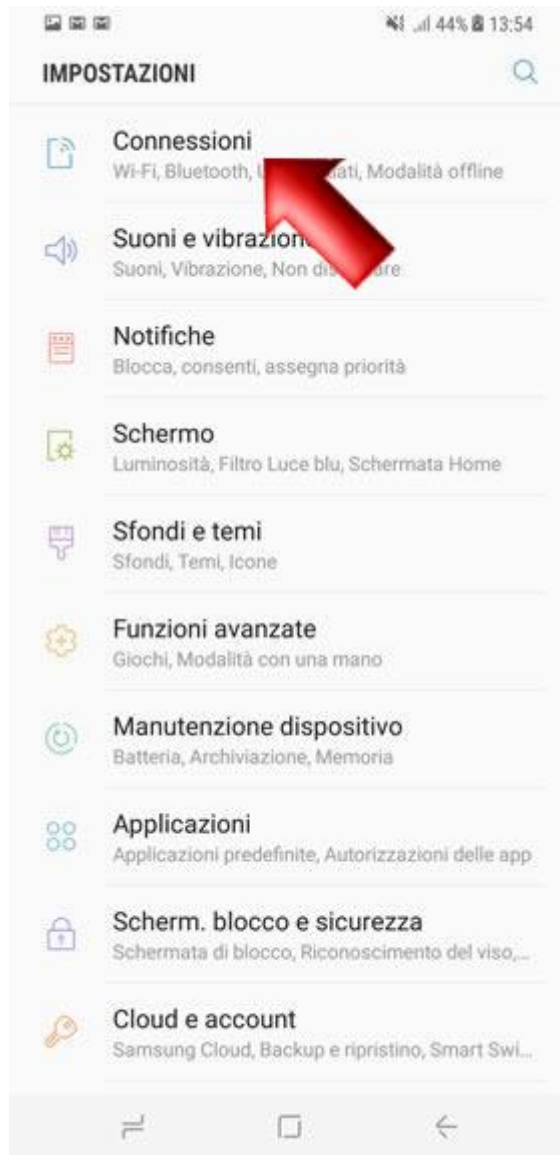 44% 13:54
IMPOSTAZIONI
Connessioni
Wi-Fi, Bluetooth, Modalità offline
Suoni e vibrazione
Suoni, Vibrazione, Non
Notifiche
Blocca, consenti, assegna priorità
Schermo
Luminosità, Filtro Luce blu, Schermata Home
Sfondi e temi
Sfondi, Temi, Icone
Funzioni avanzate
Giochi, Modalità con una mano
Manutenzione dispositivo
Batteria, Archiviazione, Memoria
Applicazioni
Applicazioni predefinite, Autorizzazioni delle app
Scherm. blocco e sicurezza
Schermata di blocco, Riconoscimento del viso,...
Cloud e account
Samsung Cloud, Backup e ripristino, Smart Swi...